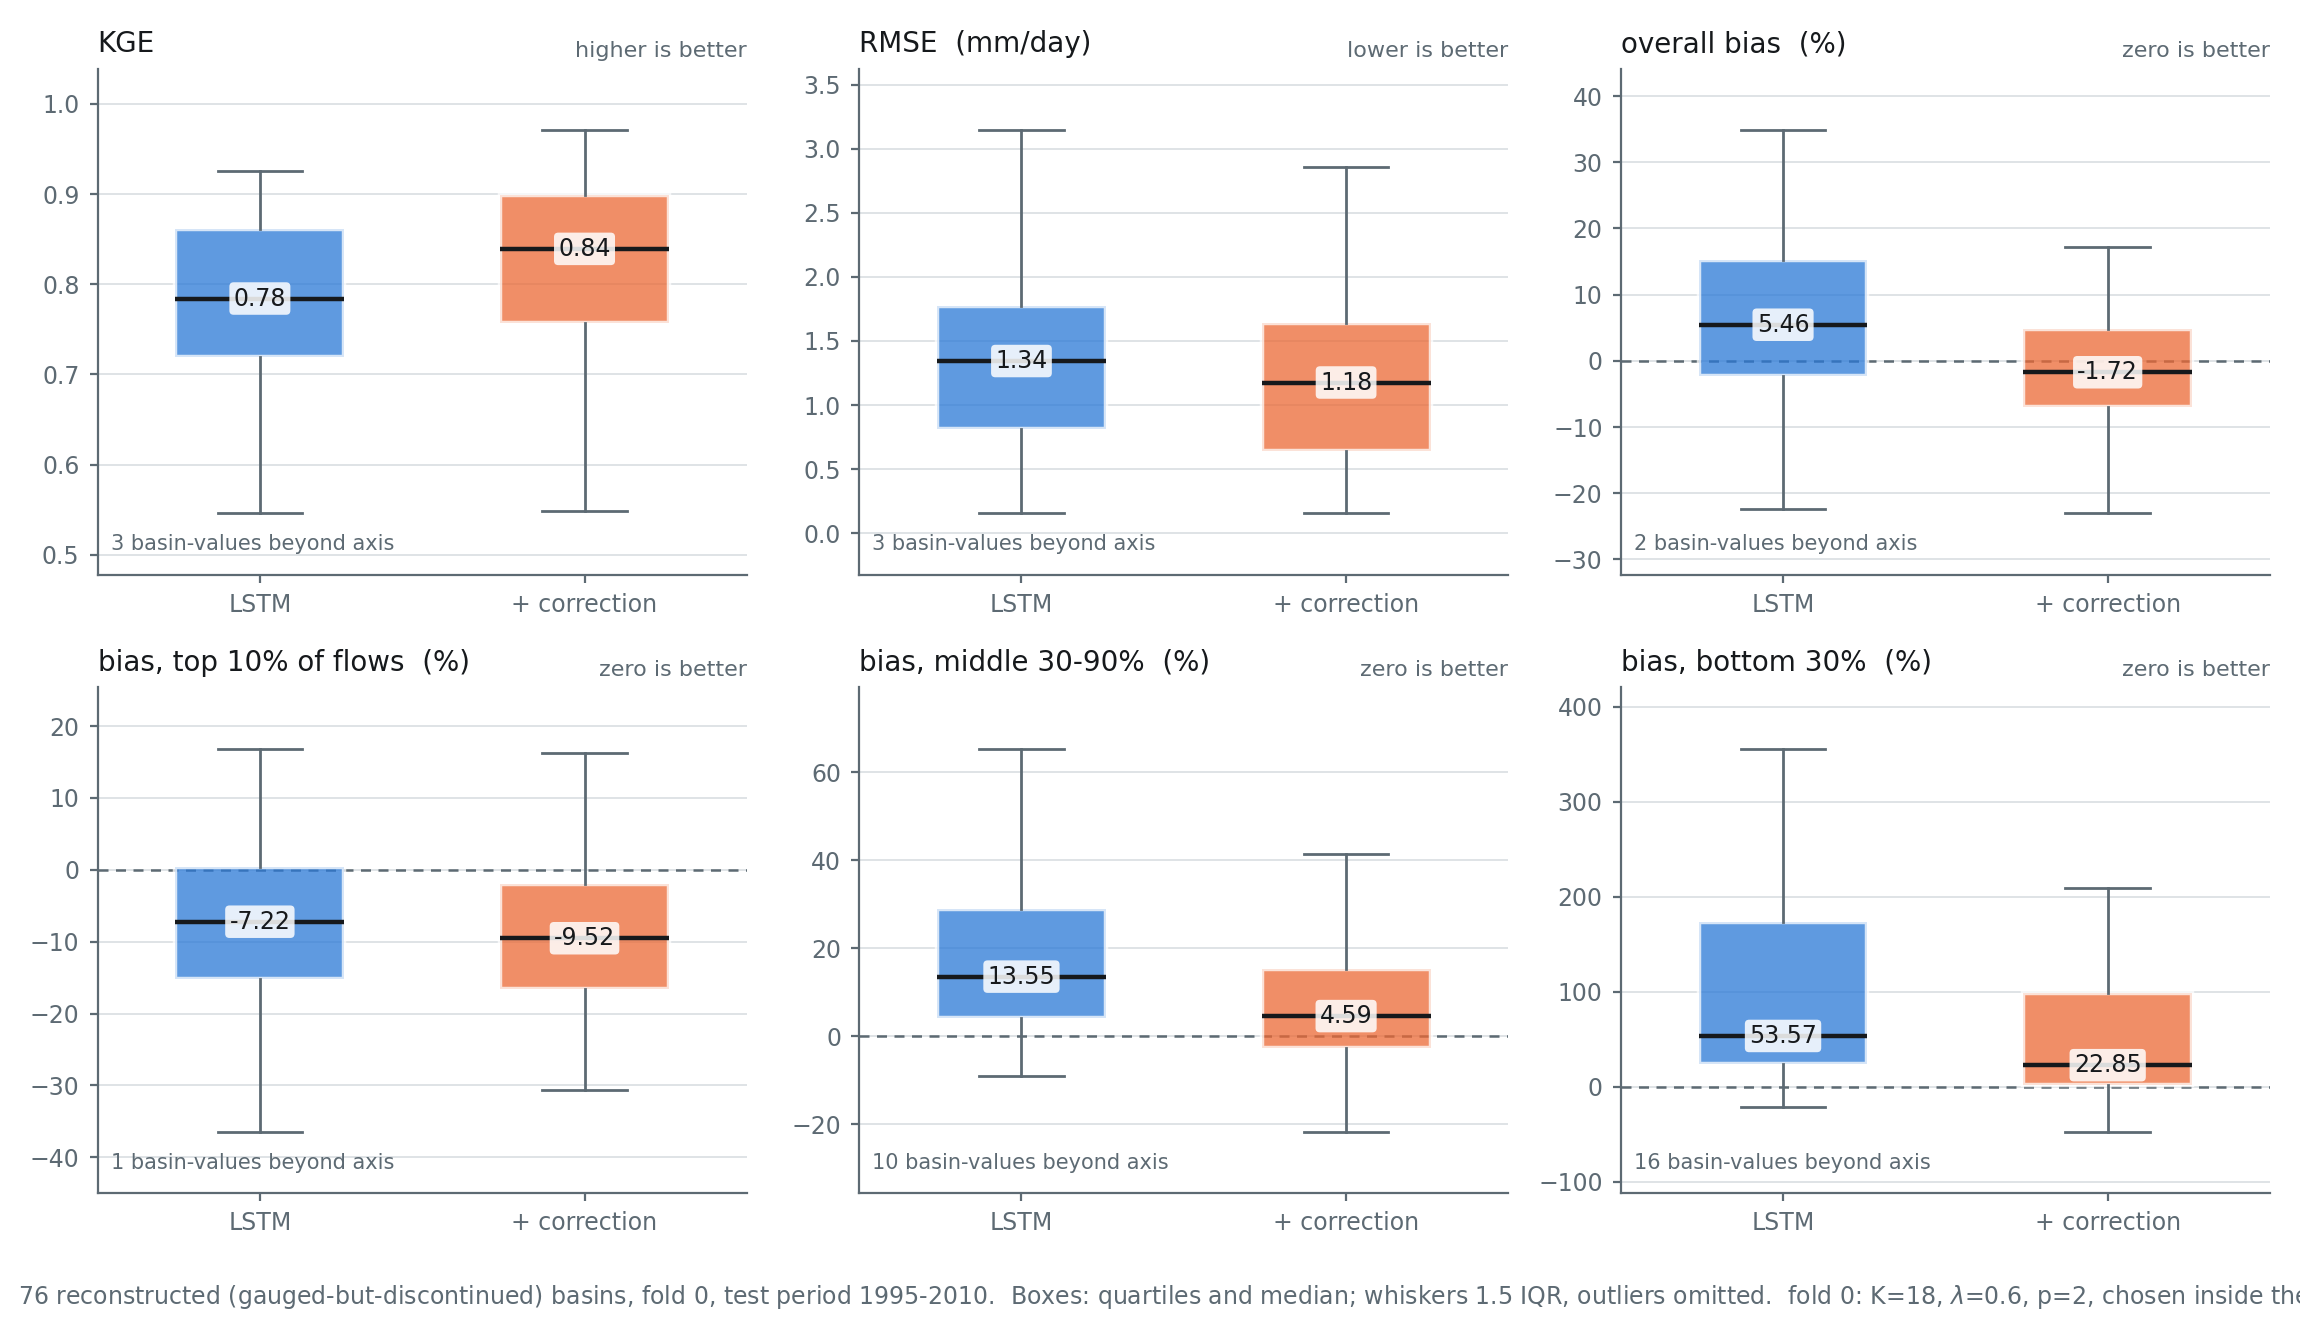 KGE
higher is better
1.0
0.9
0.8
0.7
0.6
0.5
0.78
0.84
3 basin-values beyond axis
LSTM
+ correction
RMSE (mm/day)
lower is better
3.5
3.0
2.5
2.0
1.5
1.0
0.5
0.0
1.34
1.18
3 basin-values beyond axis
LSTM
+ correction
overall bias (%)
zero is better
40
30
20
10
0
−10
−20
−30
5.46
-1.72
2 basin-values beyond axis
LSTM
+ correction
bias, top 10% of flows (%)
zero is better
20
10
0
−10
−20
−30
−40
-7.22
-9.52
1 basin-values beyond axis
LSTM
+ correction
bias, middle 30-90% (%)
zero is better
60
40
20
0
−20
13.55
4.59
10 basin-values beyond axis
LSTM
+ correction
bias, bottom 30% (%)
zero is better
400
300
200
100
0
−100
53.57
22.85
16 basin-values beyond axis
LSTM
+ correction
76 reconstructed (gauged-but-discontinued) basins, fold 0, test period 1995-2010. Boxes: quartiles and median; whiskers 1.5 IQR, outliers omitted. fold 0: K=18, λ=0.6, p=2, chosen inside the